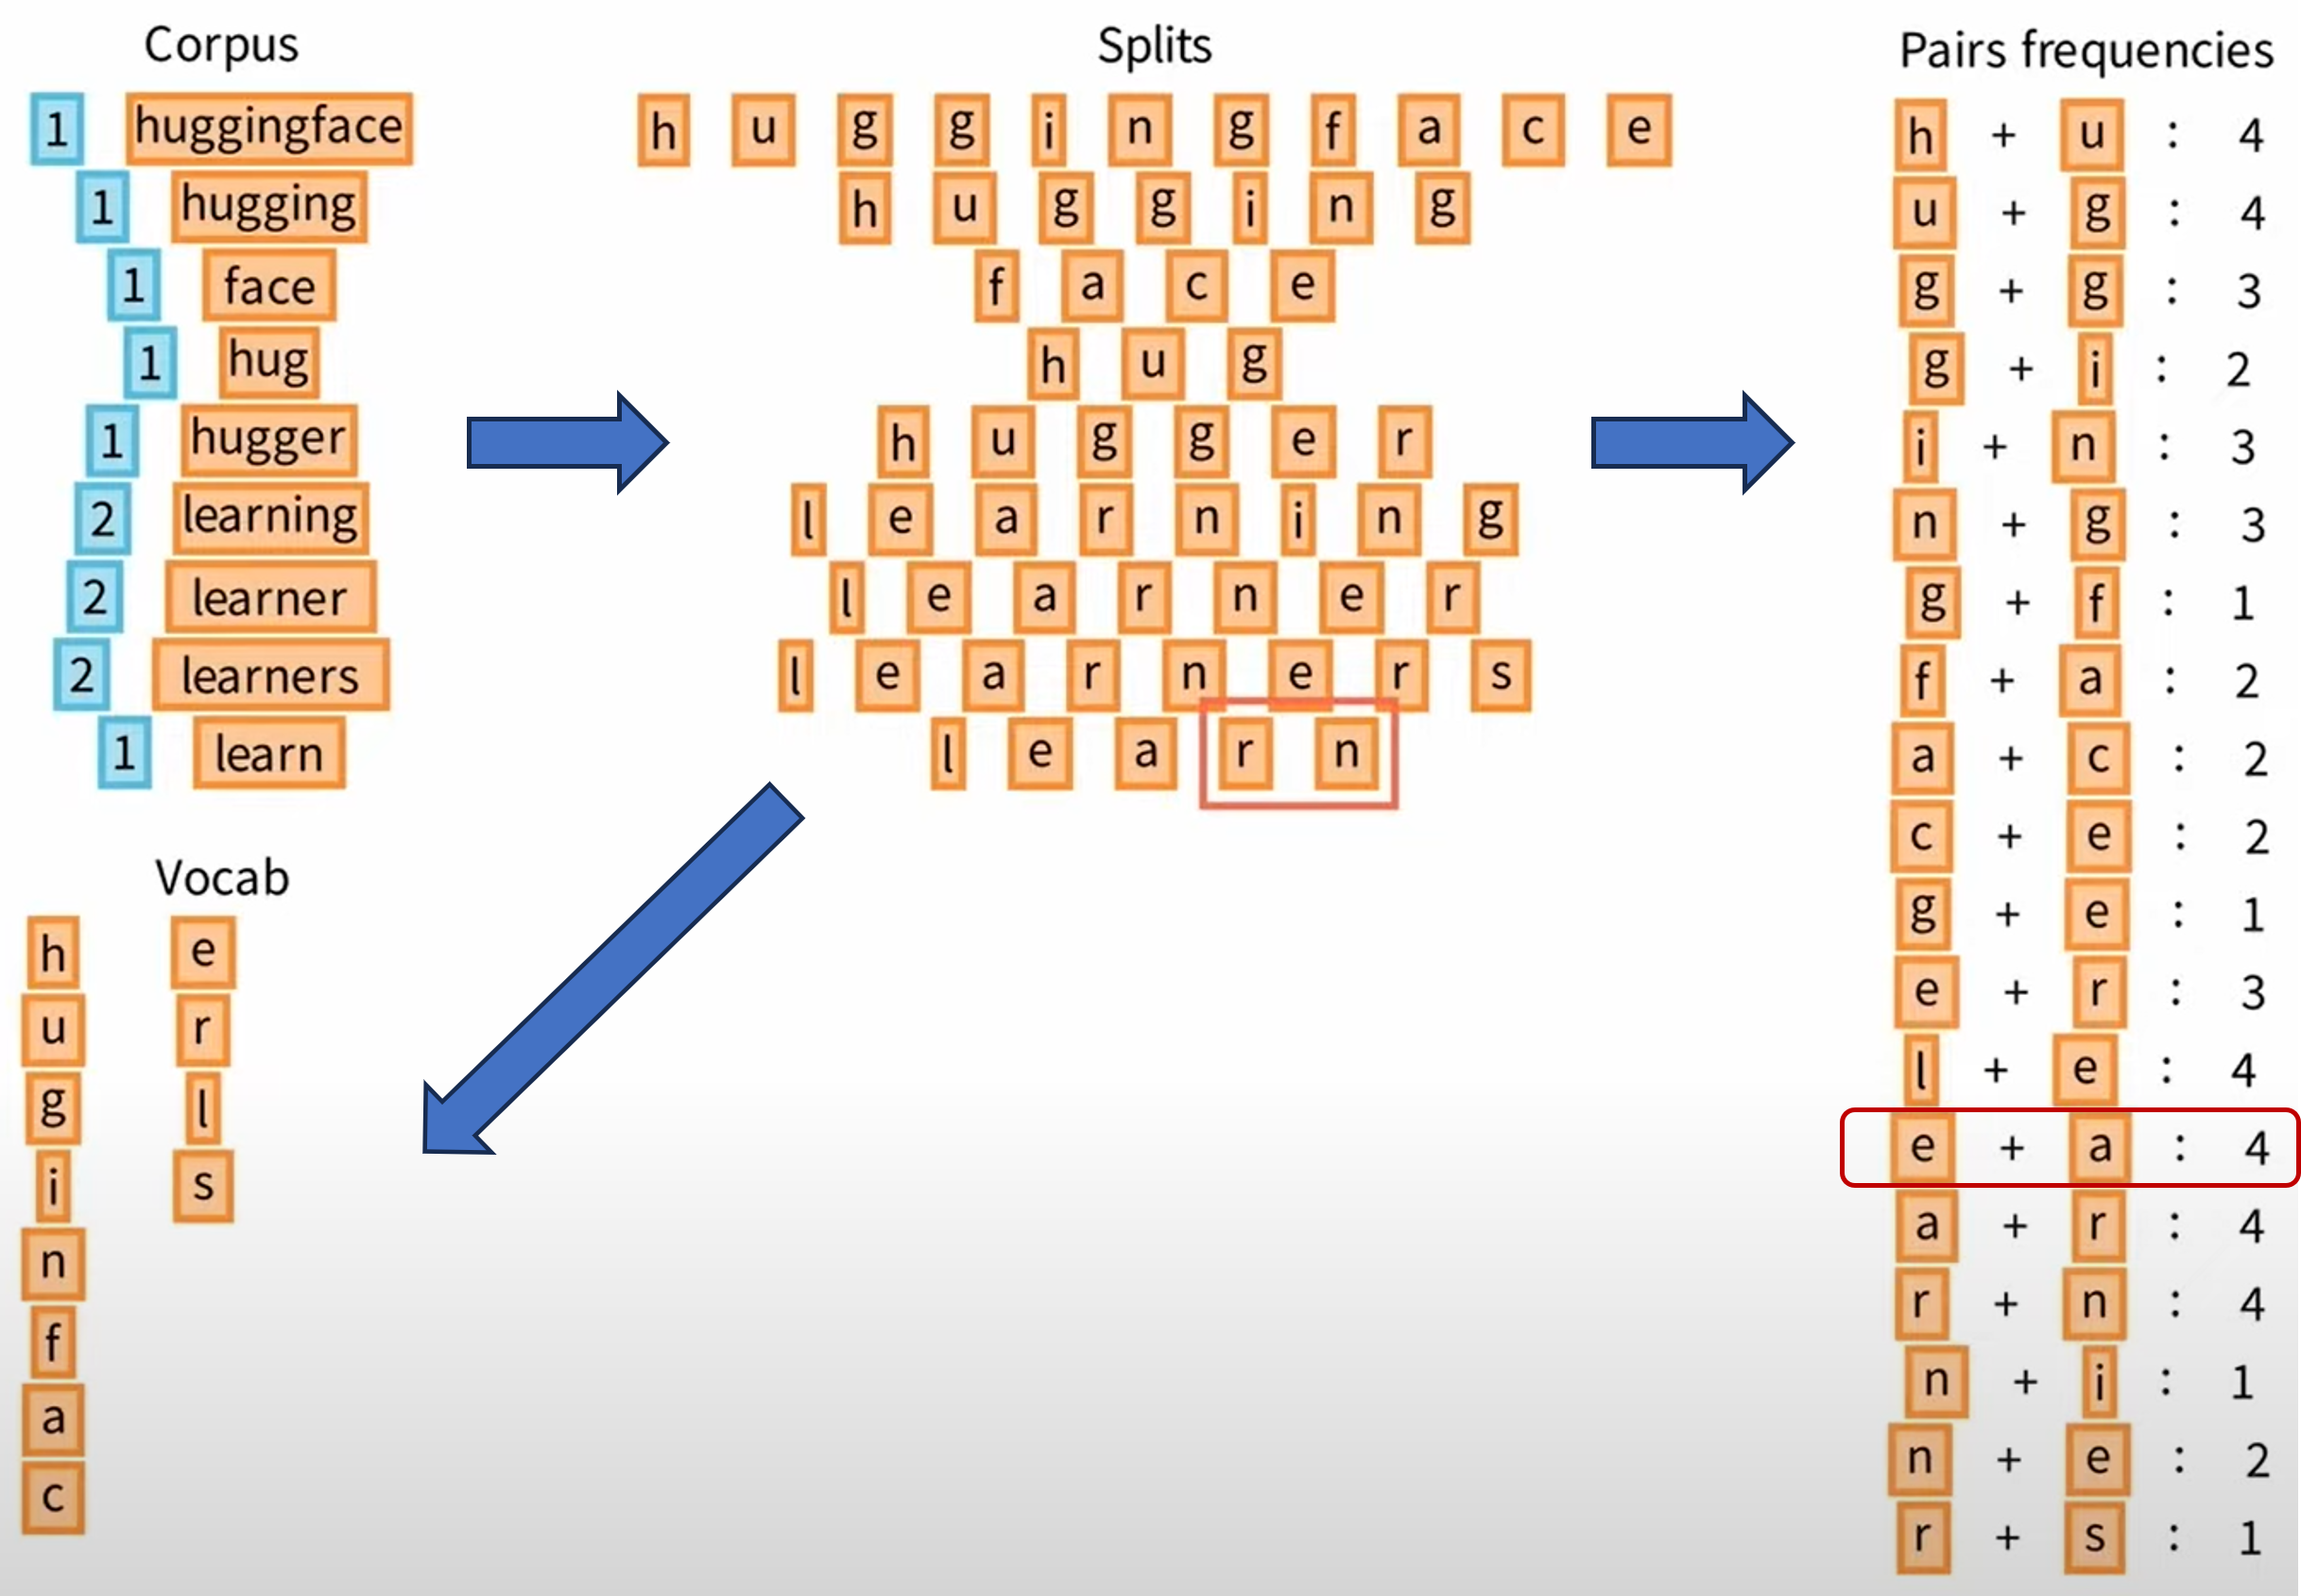 Corpus
1 huggingface
1 hugging
1 face
1 hug
1 hugger
2 learning
2 learner
2 learners
1 learn
Splits
h u g g i n g f a c e
h u g g i n g
f a c e
h u g
h u g g e r
l e a r n i n g
l e a r n e r
l e a r n e r s
l e a r n
Pairs frequencies
h + u : 4
u + g : 4
g + g : 3
g + i : 2
i + n : 3
n + g : 3
g + f : 1
f + a : 2
a + c : 2
c + e : 2
g + e : 1
e + r : 3
l + e : 4
e + a : 4
a + r : 4
r + n : 4
n + i : 1
n + e : 2
r + s : 1
Vocab
h e
u r
g l
i s
n
f
a
c